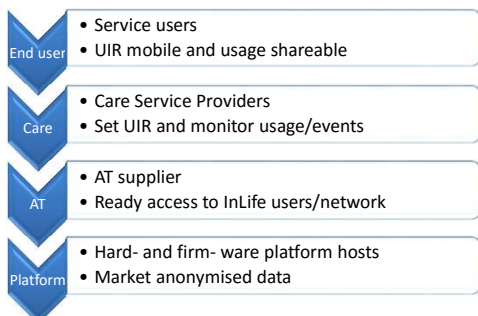 End user
• Service users
• UIR mobile and usage shareable
Care
• Care Service Providers
• Set UIR and monitor usage/events
AT
• AT supplier
• Ready access to InLife users/network
Platform
• Hard- and firm- ware platform hosts
• Market anonymised data